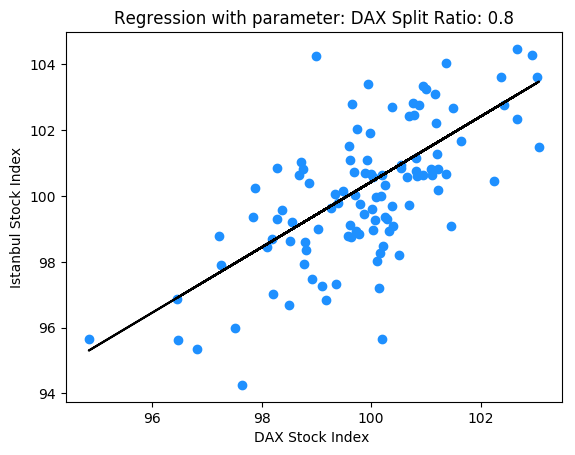 Regression with parameter: DAX Split Ratio: 0.8
104
102
100
98
96
94
Istanbul Stock Index
96 98 100 102
DAX Stock Index